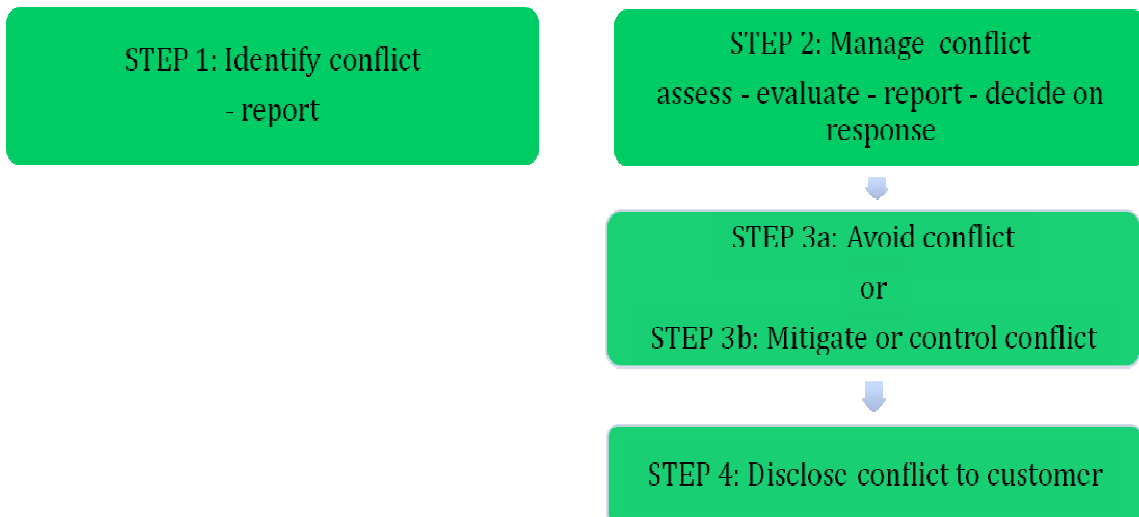 STEP 1: Identify conflict
- report
STEP 2: Manage conflict
assess - evaluate - report - decide on
response
STEP 3a: Avoid conflict
or
STEP 3b: Mitigate or control conflict
STEP 4: Disclose conflict to customer